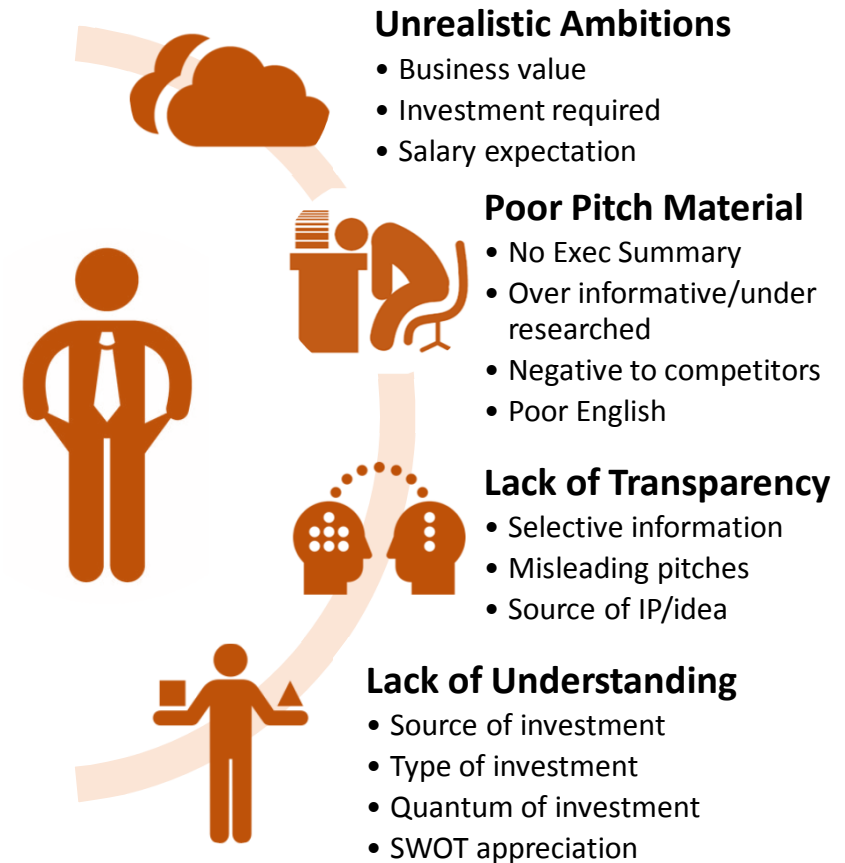 Unrealistic Ambitions
• Business value
• Investment required
• Salary expectation
Poor Pitch Material
• No Exec Summary
• Over informative/under
researched
• Negative to competitors
• Poor English
Lack of Transparency
• Selective information
• Misleading pitches
• Source of IP/idea
Lack of Understanding
• Source of investment
• Type of investment
• Quantum of investment
• SWOT appreciation